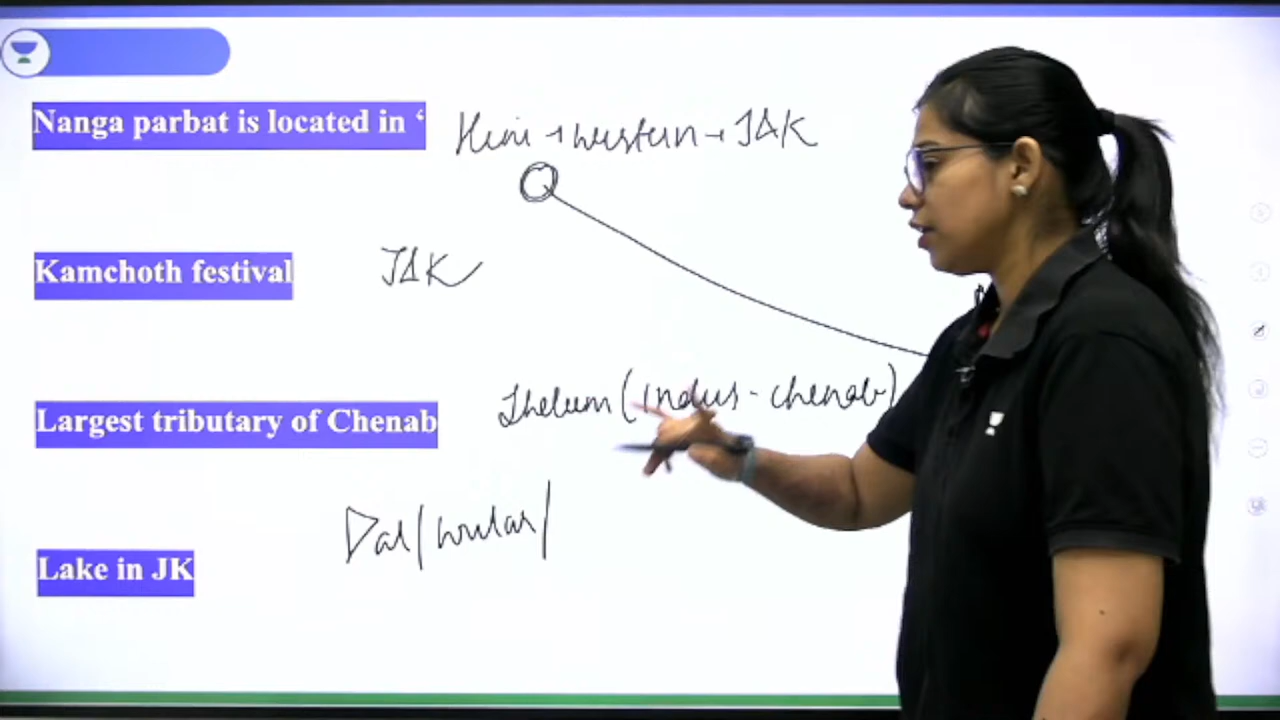 Nanga parbat is located in ‘ Himi → western → J&K
Kamchoth festival J&K
Largest tributary of Chenab Jhelum (indus - chenab)
Dal/wular/
Lake in JK